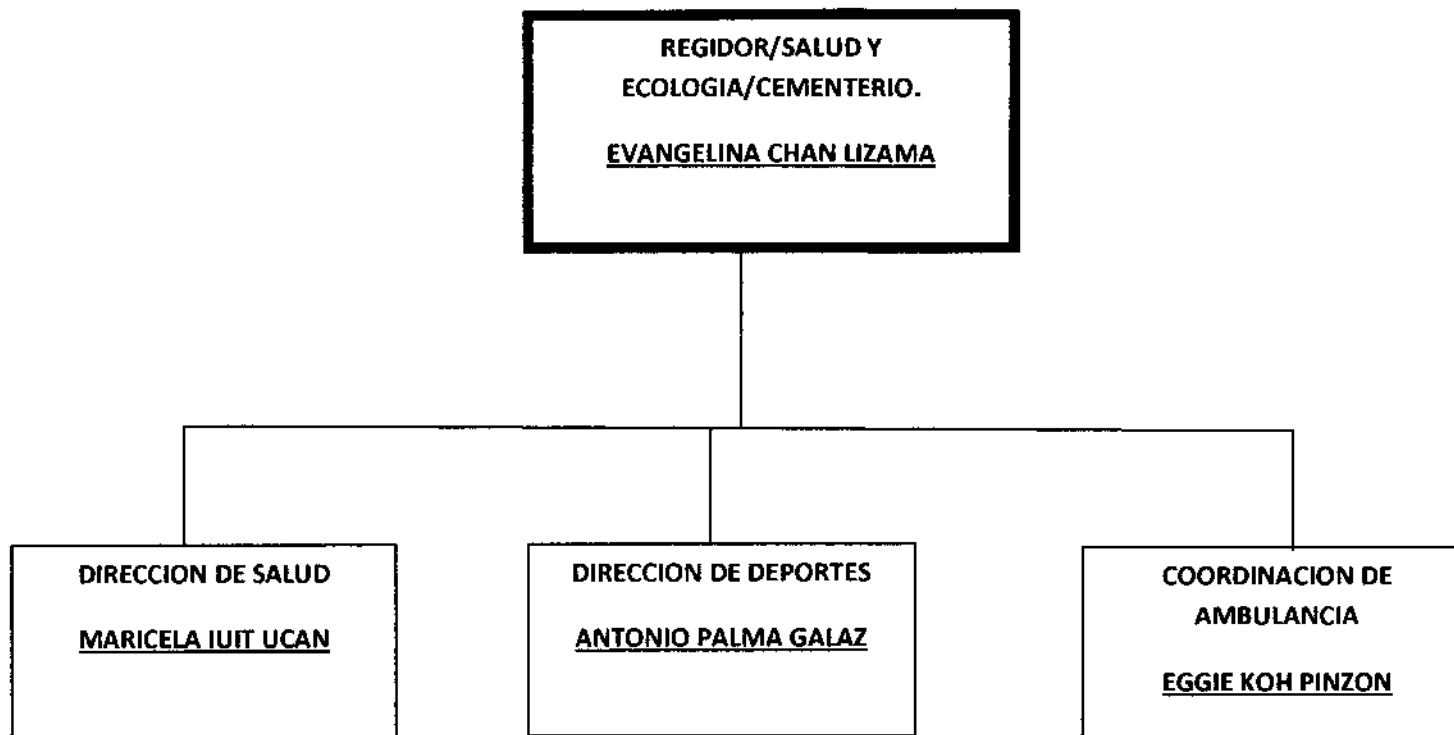 REGIDOR/SALUD Y
ECOLOGIA/CEMENTERIO.
EVANGELINA CHAN LIZAMA
DIRECCION DE SALUD
MARICELA IUIT UCAN
DIRECCION DE DEPORTES
ANTONIO PALMA GALAZ
COORDINACION DE
AMBULANCIA
EGGIE KOH PINZON